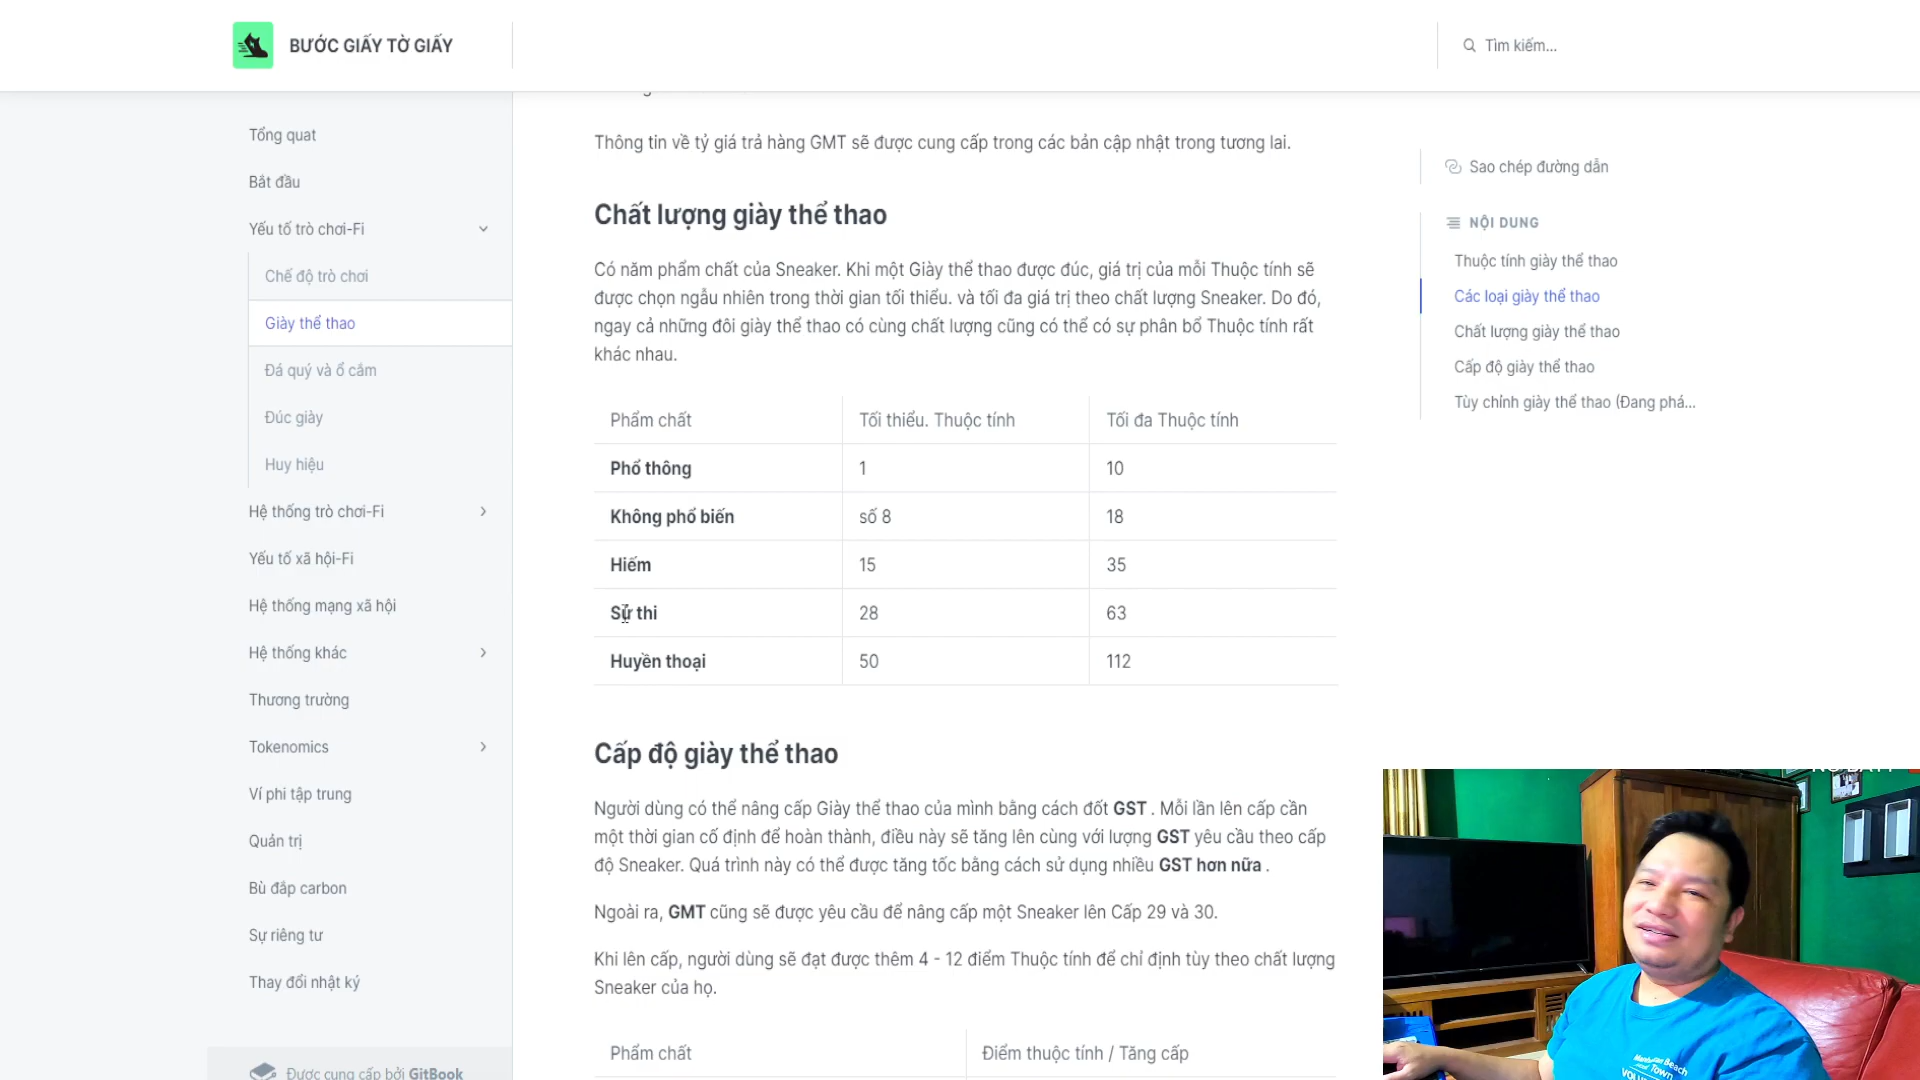 BƯỚC GIẤY TỜ GIẤY
Tìm kiếm...
Tổng quat
Bắt đầu
Yếu tố trò chơi-Fi
Chế độ trò chơi
Giày thể thao
Đá quý và ổ cắm
Đúc giày
Huy hiệu
Hệ thống trò chơi-Fi
Yếu tố xã hội-Fi
Hệ thống mạng xã hội
Hệ thống khác
Thương trường
Tokenomics
Ví phi tập trung
Quản trị
Bù đắp carbon
Sự riêng tư
Thay đổi nhật ký
Được cung cấp bởi GitBook
Thông tin về tỷ giá trả hàng GMT sẽ được cung cấp trong các bản cập nhật trong tương lai.
Chất lượng giày thể thao
Có năm phẩm chất của Sneaker. Khi một Giày thể thao được đúc, giá trị của mỗi Thuộc tính sẽ
được chọn ngẫu nhiên trong thời gian tối thiểu. và tối đa giá trị theo chất lượng Sneaker. Do đó,
ngay cả những đôi giày thể thao có cùng chất lượng cũng có thể có sự phân bổ Thuộc tính rất
khác nhau.
Phẩm chất Tối thiểu. Thuộc tính Tối đa Thuộc tính
Phổ thông 1 10
Không phổ biến số 8 18
Hiếm 15 35
Sử thi 28 63
Huyền thoại 50 112
Cấp độ giày thể thao
Người dùng có thể nâng cấp Giày thể thao của mình bằng cách đốt GST . Mỗi lần lên cấp cần
một thời gian cố định để hoàn thành, điều này sẽ tăng lên cùng với lượng GST yêu cầu theo cấp
độ Sneaker. Quá trình này có thể được tăng tốc bằng cách sử dụng nhiều GST hơn nữa .
Ngoài ra, GMT cũng sẽ được yêu cầu để nâng cấp một Sneaker lên Cấp 29 và 30.
Khi lên cấp, người dùng sẽ đạt được thêm 4 - 12 điểm Thuộc tính để chỉ định tùy theo chất lượng
Sneaker của họ.
Phẩm chất Điểm thuộc tính / Tăng cấp
Sao chép đường dẫn
NỘI DUNG
Thuộc tính giày thể thao
Các loại giày thể thao
Chất lượng giày thể thao
Cấp độ giày thể thao
Tùy chỉnh giày thể thao (Đang phá...
Manhattan Beach
Town